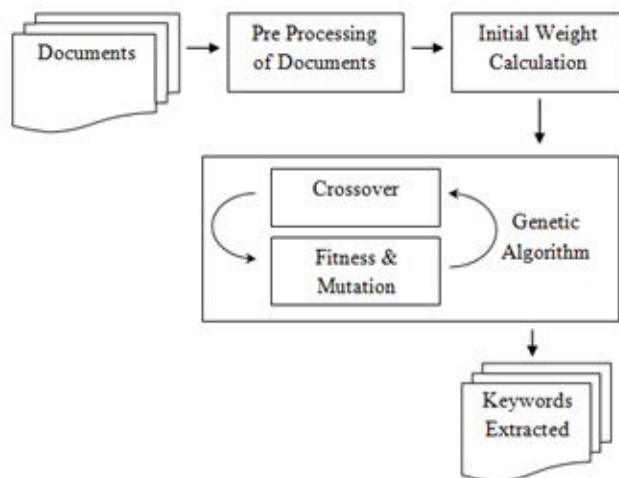 Documents
Pre Processing
of Documents
Initial Weight
Calculation
Crossover
Genetic
Algorithm
Fitness &
Mutation
Keywords
Extracted